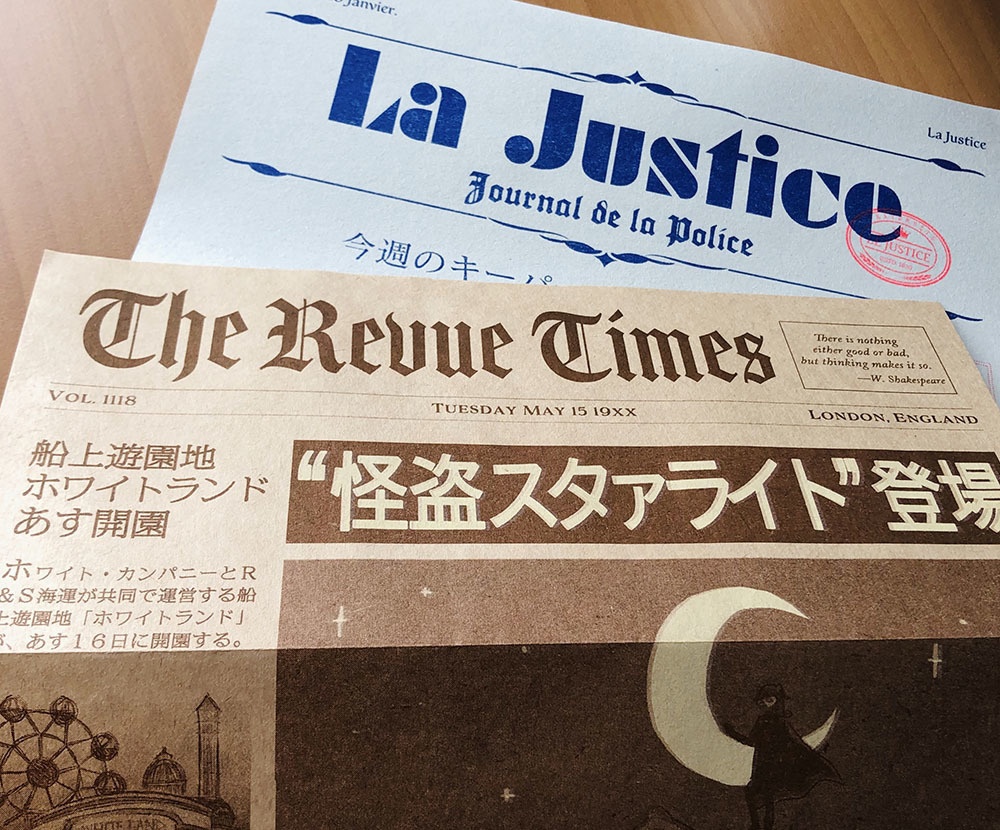 Janvier.
La Justice
La Justice
Journal de la Police
JUSTICE
今週のキーパ
The Revue Times
There is nothing
either good or bad,
but thinking makes it so.
—W. Shakespeare
VOL. 1118
TUESDAY MAY 15 19XX
LONDON, ENGLAND
船上遊園地
ホワイトランド
あす開園
“怪盗スタァライト”登場
ホワイト・カンパニーとR
&S海運が共同で運営する船
上遊園地「ホワイトランド」
が、あす16日に開園する。
WHITE LAND